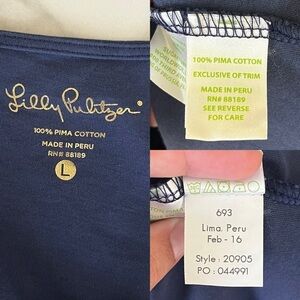 Lilly Pulitzer
100% PIMA COTTON
MADE IN PERU
RN# 88189
L
100% PIMA COTTON
EXCLUSIVE OF TRIM
MADE IN PERU
RN# 88189
SEE REVERSE
FOR CARE
693
Lima, Peru
Feb - 16
Style : 20905
PO : 044991